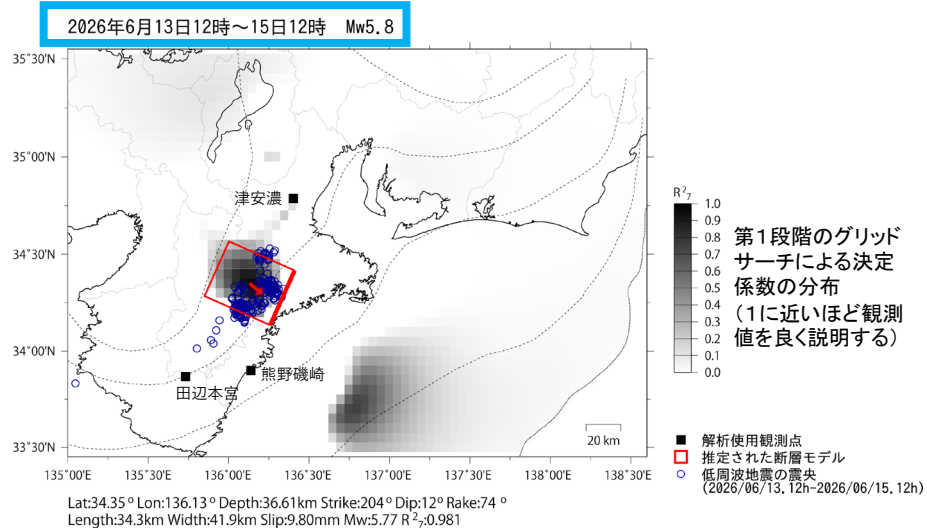 2026年6月13日12時～15日12時 Mw5.8
35˚30'N
35˚00'N
34˚30'N
34˚00'N
33˚30'N
135˚00'E
135˚30'E
136˚00'E
136˚30'E
137˚00'E
137˚30'E
138˚00'E
138˚30'E
津安濃
熊野磯崎
田辺本宮
20 km
R²₇
1.0
0.9
0.8
0.7
0.6
0.5
0.4
0.3
0.2
0.1
0.0
第１段階のグリッド
サーチによる決定
係数の分布
（１に近いほど観測
値を良く説明する）
解析使用観測点
推定された断層モデル
低周波地震の震央
(2026/06/13.12h-2026/06/15.12h)
Lat:34.35 ° Lon:136.13 ° Depth:36.61km Strike:204 ° Dip:12° Rake:74 °
Length:34.3km Width:41.9km Slip:9.80mm Mw:5.77 R²₇:0.981